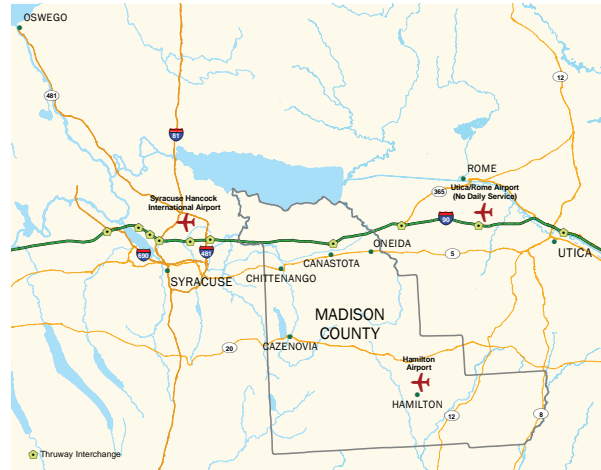 OSWEGO
481
12
81
ROME
Syracuse Hancock
International Airport
365
Utica/Rome Airport
(No Daily Service)
90
690
481
SYRACUSE
CHITTENANGO
CANASTOTA
ONEIDA
5
UTICA
MADISON
COUNTY
20
CAZENOVIA
Hamilton
Airport
HAMILTON
12
8
Thruway Interchange